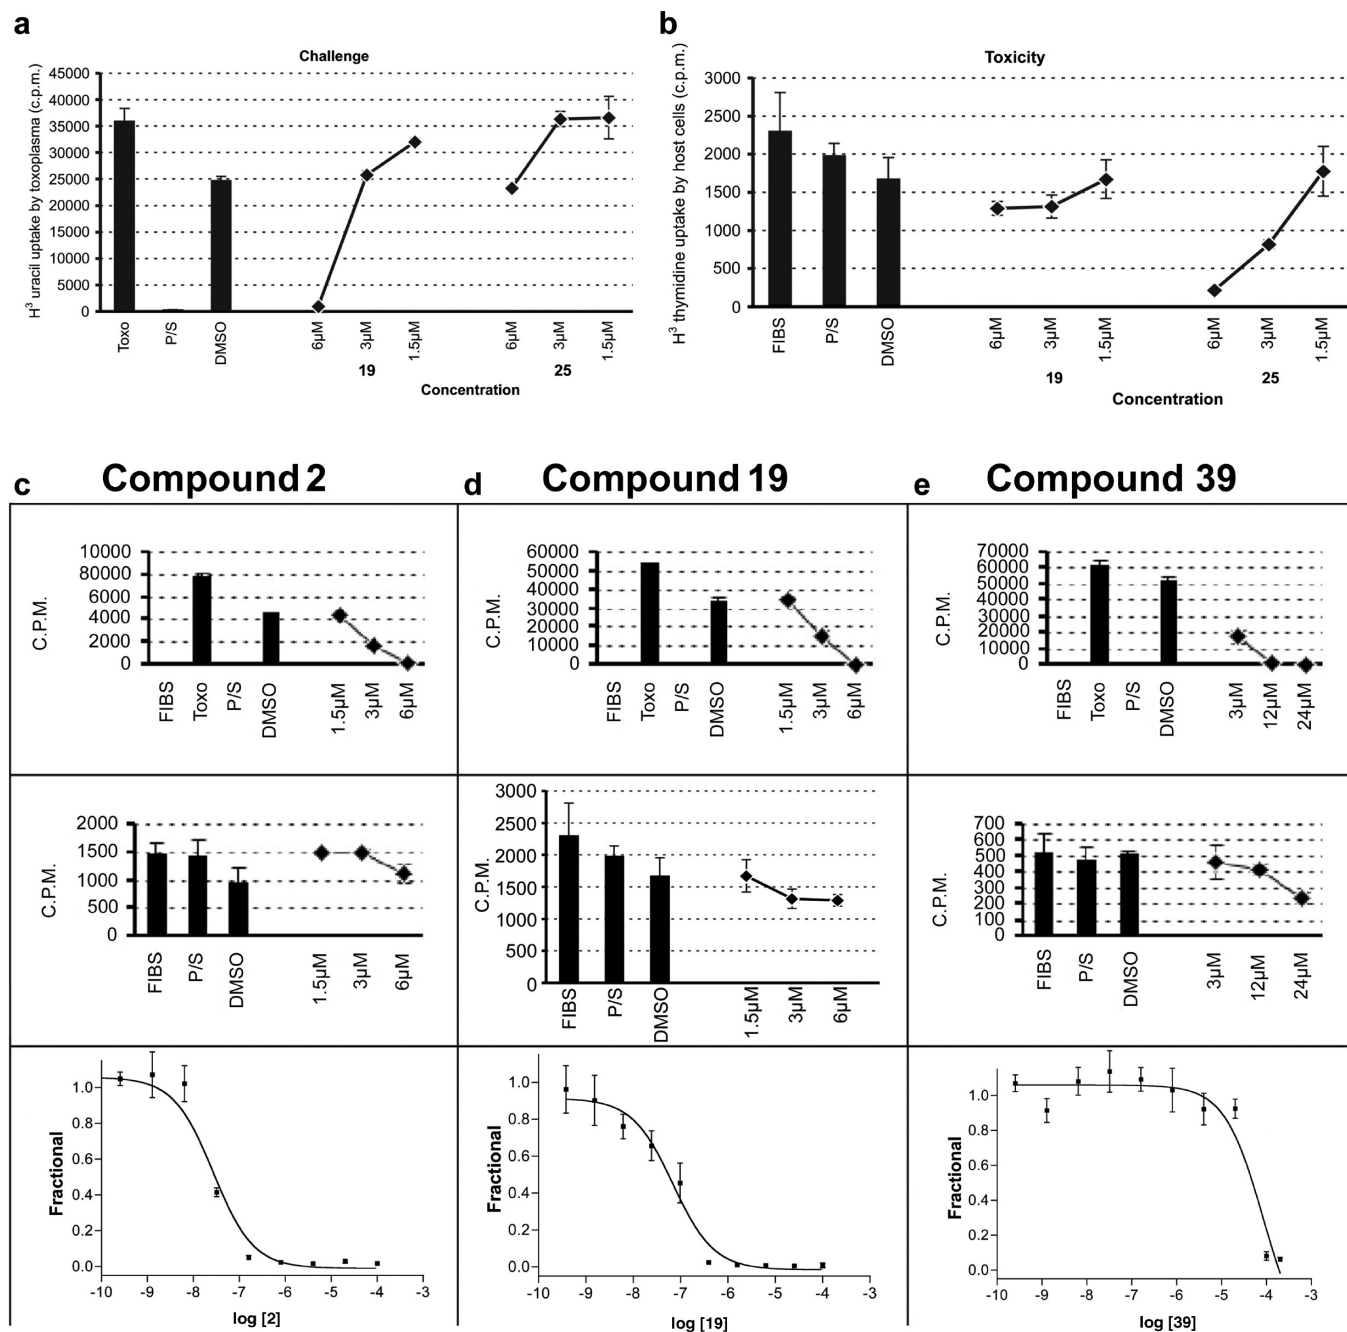 a
Challenge
H³ uracil uptake by toxoplasma (c.p.m.)
45000
40000
35000
30000
25000
20000
15000
10000
5000
0
Toxo P/S DMSO 6µM 3µM 1.5µM 6µM 3µM 1.5µM
19 25
Concentration
b
Toxicity
H³ thymidine uptake by host cells (c.p.m.)
3000
2500
2000
1500
1000
500
0
FIBS P/S DMSO 6µM 3µM 1.5µM 6µM 3µM 1.5µM
19 25
Concentration
c Compound 2
C.P.M.
10000
80000
60000
4000
2000
0
FIBS Toxo P/S DMSO 1.5µM 3µM 6µM
C.P.M.
2000
1500
1000
500
0
FIBS P/S DMSO 1.5µM 3µM 6µM
Fractional
1.0
0.8
0.6
0.4
0.2
0.0
-10 -9 -8 -7 -6 -5 -4 -3
log [2]
d Compound 19
C.P.M.
60000
50000
40000
30000
20000
10000
0
FIBS Toxo P/S DMSO 1.5µM 3µM 6µM
C.P.M.
3000
2500
2000
1500
1000
500
0
FIBS P/S DMSO 1.5µM 3µM 6µM
Fractional
1.0
0.8
0.6
0.4
0.2
0.0
-10 -9 -8 -7 -6 -5 -4 -3
log [19]
e Compound 39
C.P.M.
70000
60000
50000
40000
30000
20000
10000
0
FIBS Toxo P/S DMSO 3µM 12µM 24µM
C.P.M.
700
600
500
400
300
200
100
0
FIBS P/S DMSO 3µM 12µM 24µM
Fractional
1.0
0.8
0.6
0.4
0.2
0.0
-10 -9 -8 -7 -6 -5 -4 -3
log [39]